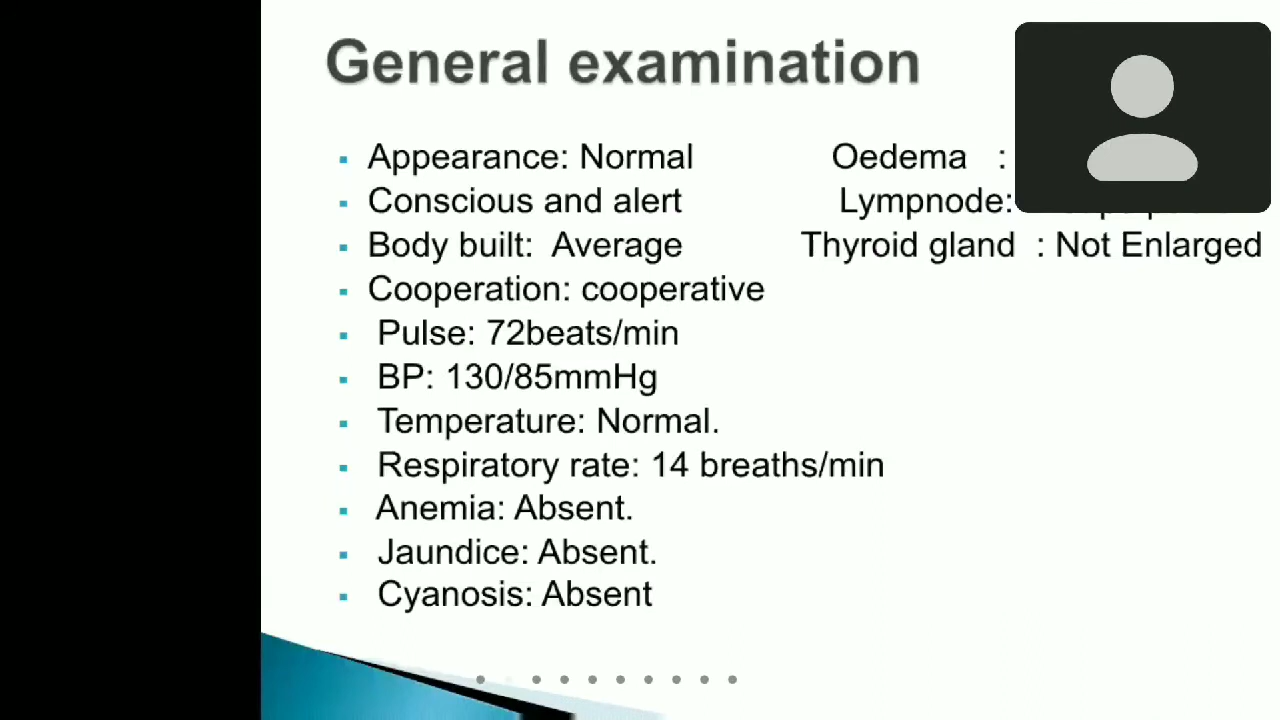 General examination
Appearance: Normal Oedema :
Conscious and alert Lympnode:
Body built: Average Thyroid gland : Not Enlarged
Cooperation: cooperative
Pulse: 72beats/min
BP: 130/85mmHg
Temperature: Normal.
Respiratory rate: 14 breaths/min
Anemia: Absent.
Jaundice: Absent.
Cyanosis: Absent